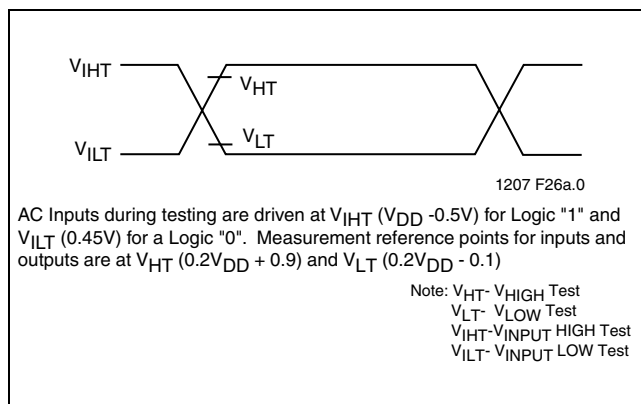 VIHT
VHT
VLT
VILT
1207 F26a.0
AC Inputs during testing are driven at VIHT (VDD -0.5V) for Logic "1" and
VILT (0.45V) for a Logic "0". Measurement reference points for inputs and
outputs are at VHT (0.2VDD + 0.9) and VLT (0.2VDD - 0.1)
Note: VHT- VHIGH Test
VLT- VLOW Test
VIHT-VINPUT HIGH Test
VILT- VINPUT LOW Test